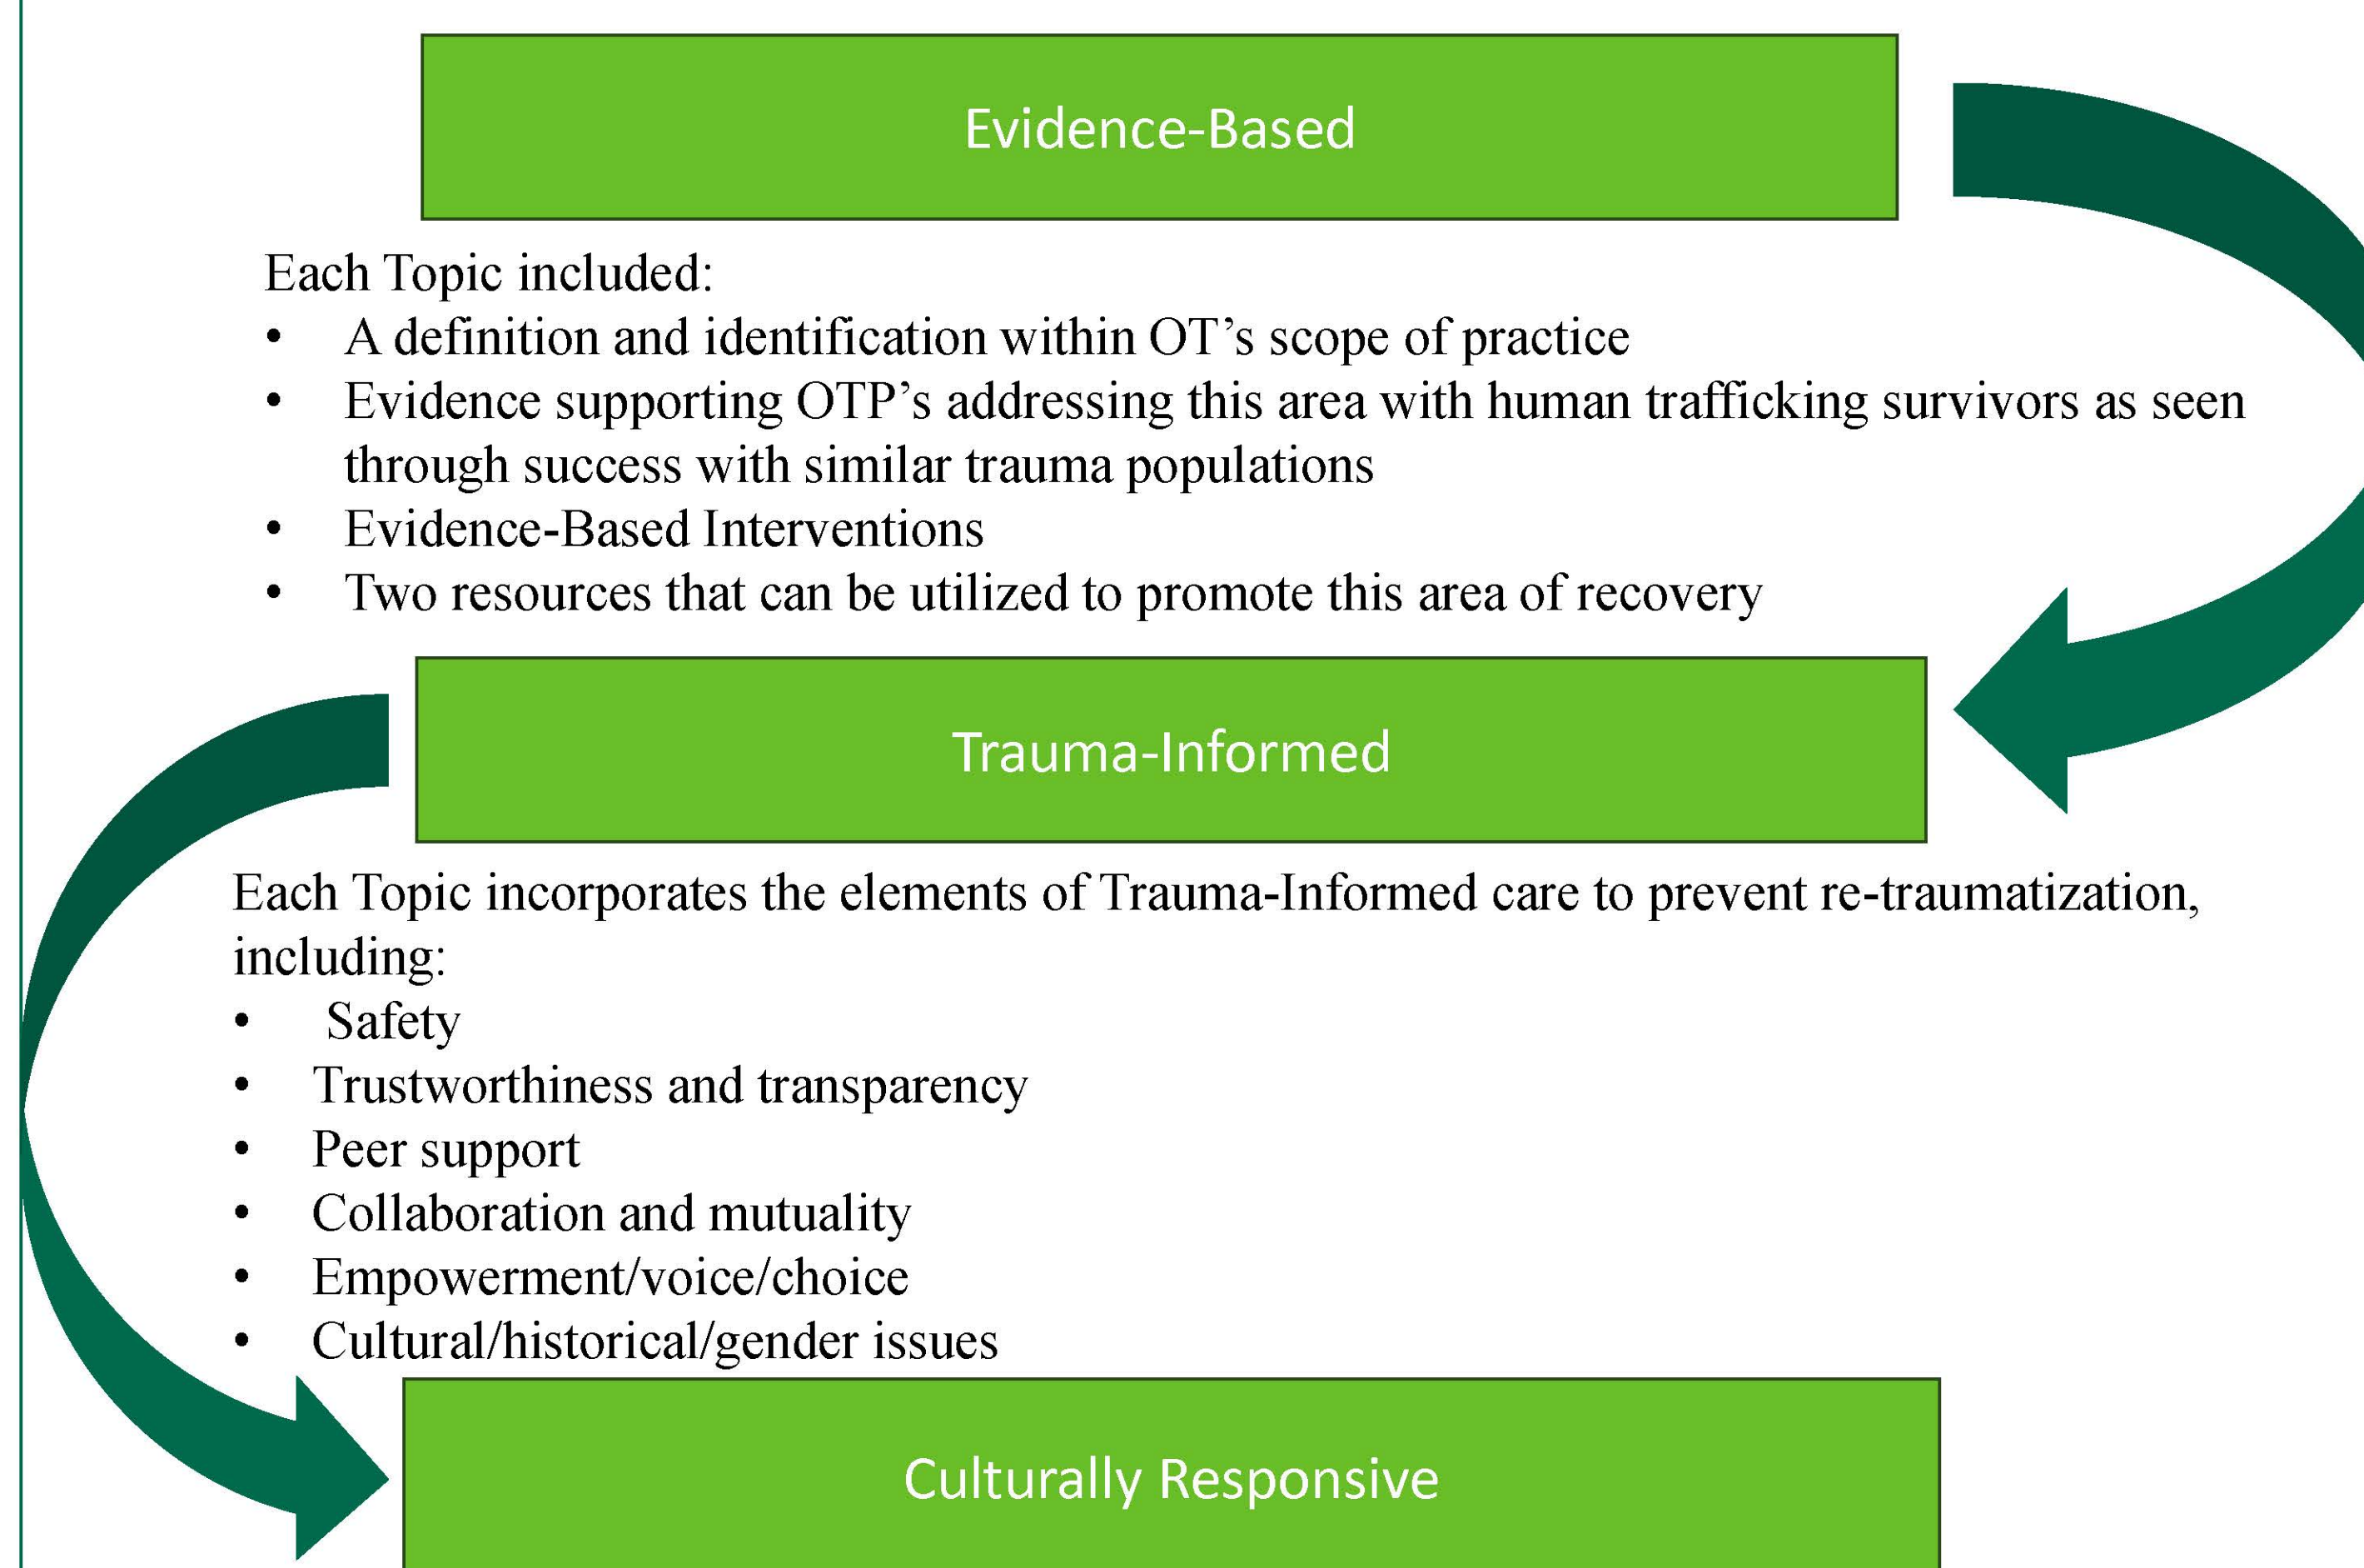 Evidence-Based
Each Topic included:
• A definition and identification within OT’s scope of practice
• Evidence supporting OTP’s addressing this area with human trafficking survivors as seen
through success with similar trauma populations
• Evidence-Based Interventions
• Two resources that can be utilized to promote this area of recovery
Trauma-Informed
Each Topic incorporates the elements of Trauma-Informed care to prevent re-traumatization,
including:
• Safety
• Trustworthiness and transparency
• Peer support
• Collaboration and mutuality
• Empowerment/voice/choice
• Cultural/historical/gender issues
Culturally Responsive